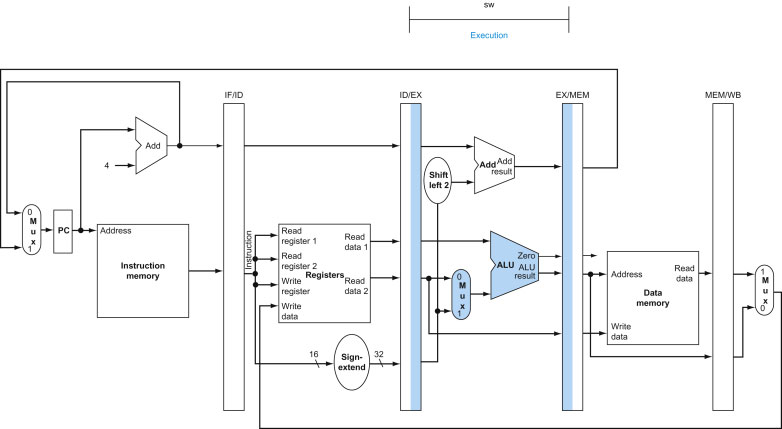 sw
Execution
IF/ID
ID/EX
EX/MEM
MEM/WB
Add
4
Shift
left 2
Add Add
result
0
M
u
x
1
PC
Address
Instruction
memory
Instruction
Read
register 1
Read
register 2
Write
register
Write
data
Registers
Read
data 1
Read
data 2
16
Sign-
extend
32
0
M
u
x
1
ALU
Zero
ALU
result
Address
Write
data
Data
memory
Read
data
1
M
u
x
0